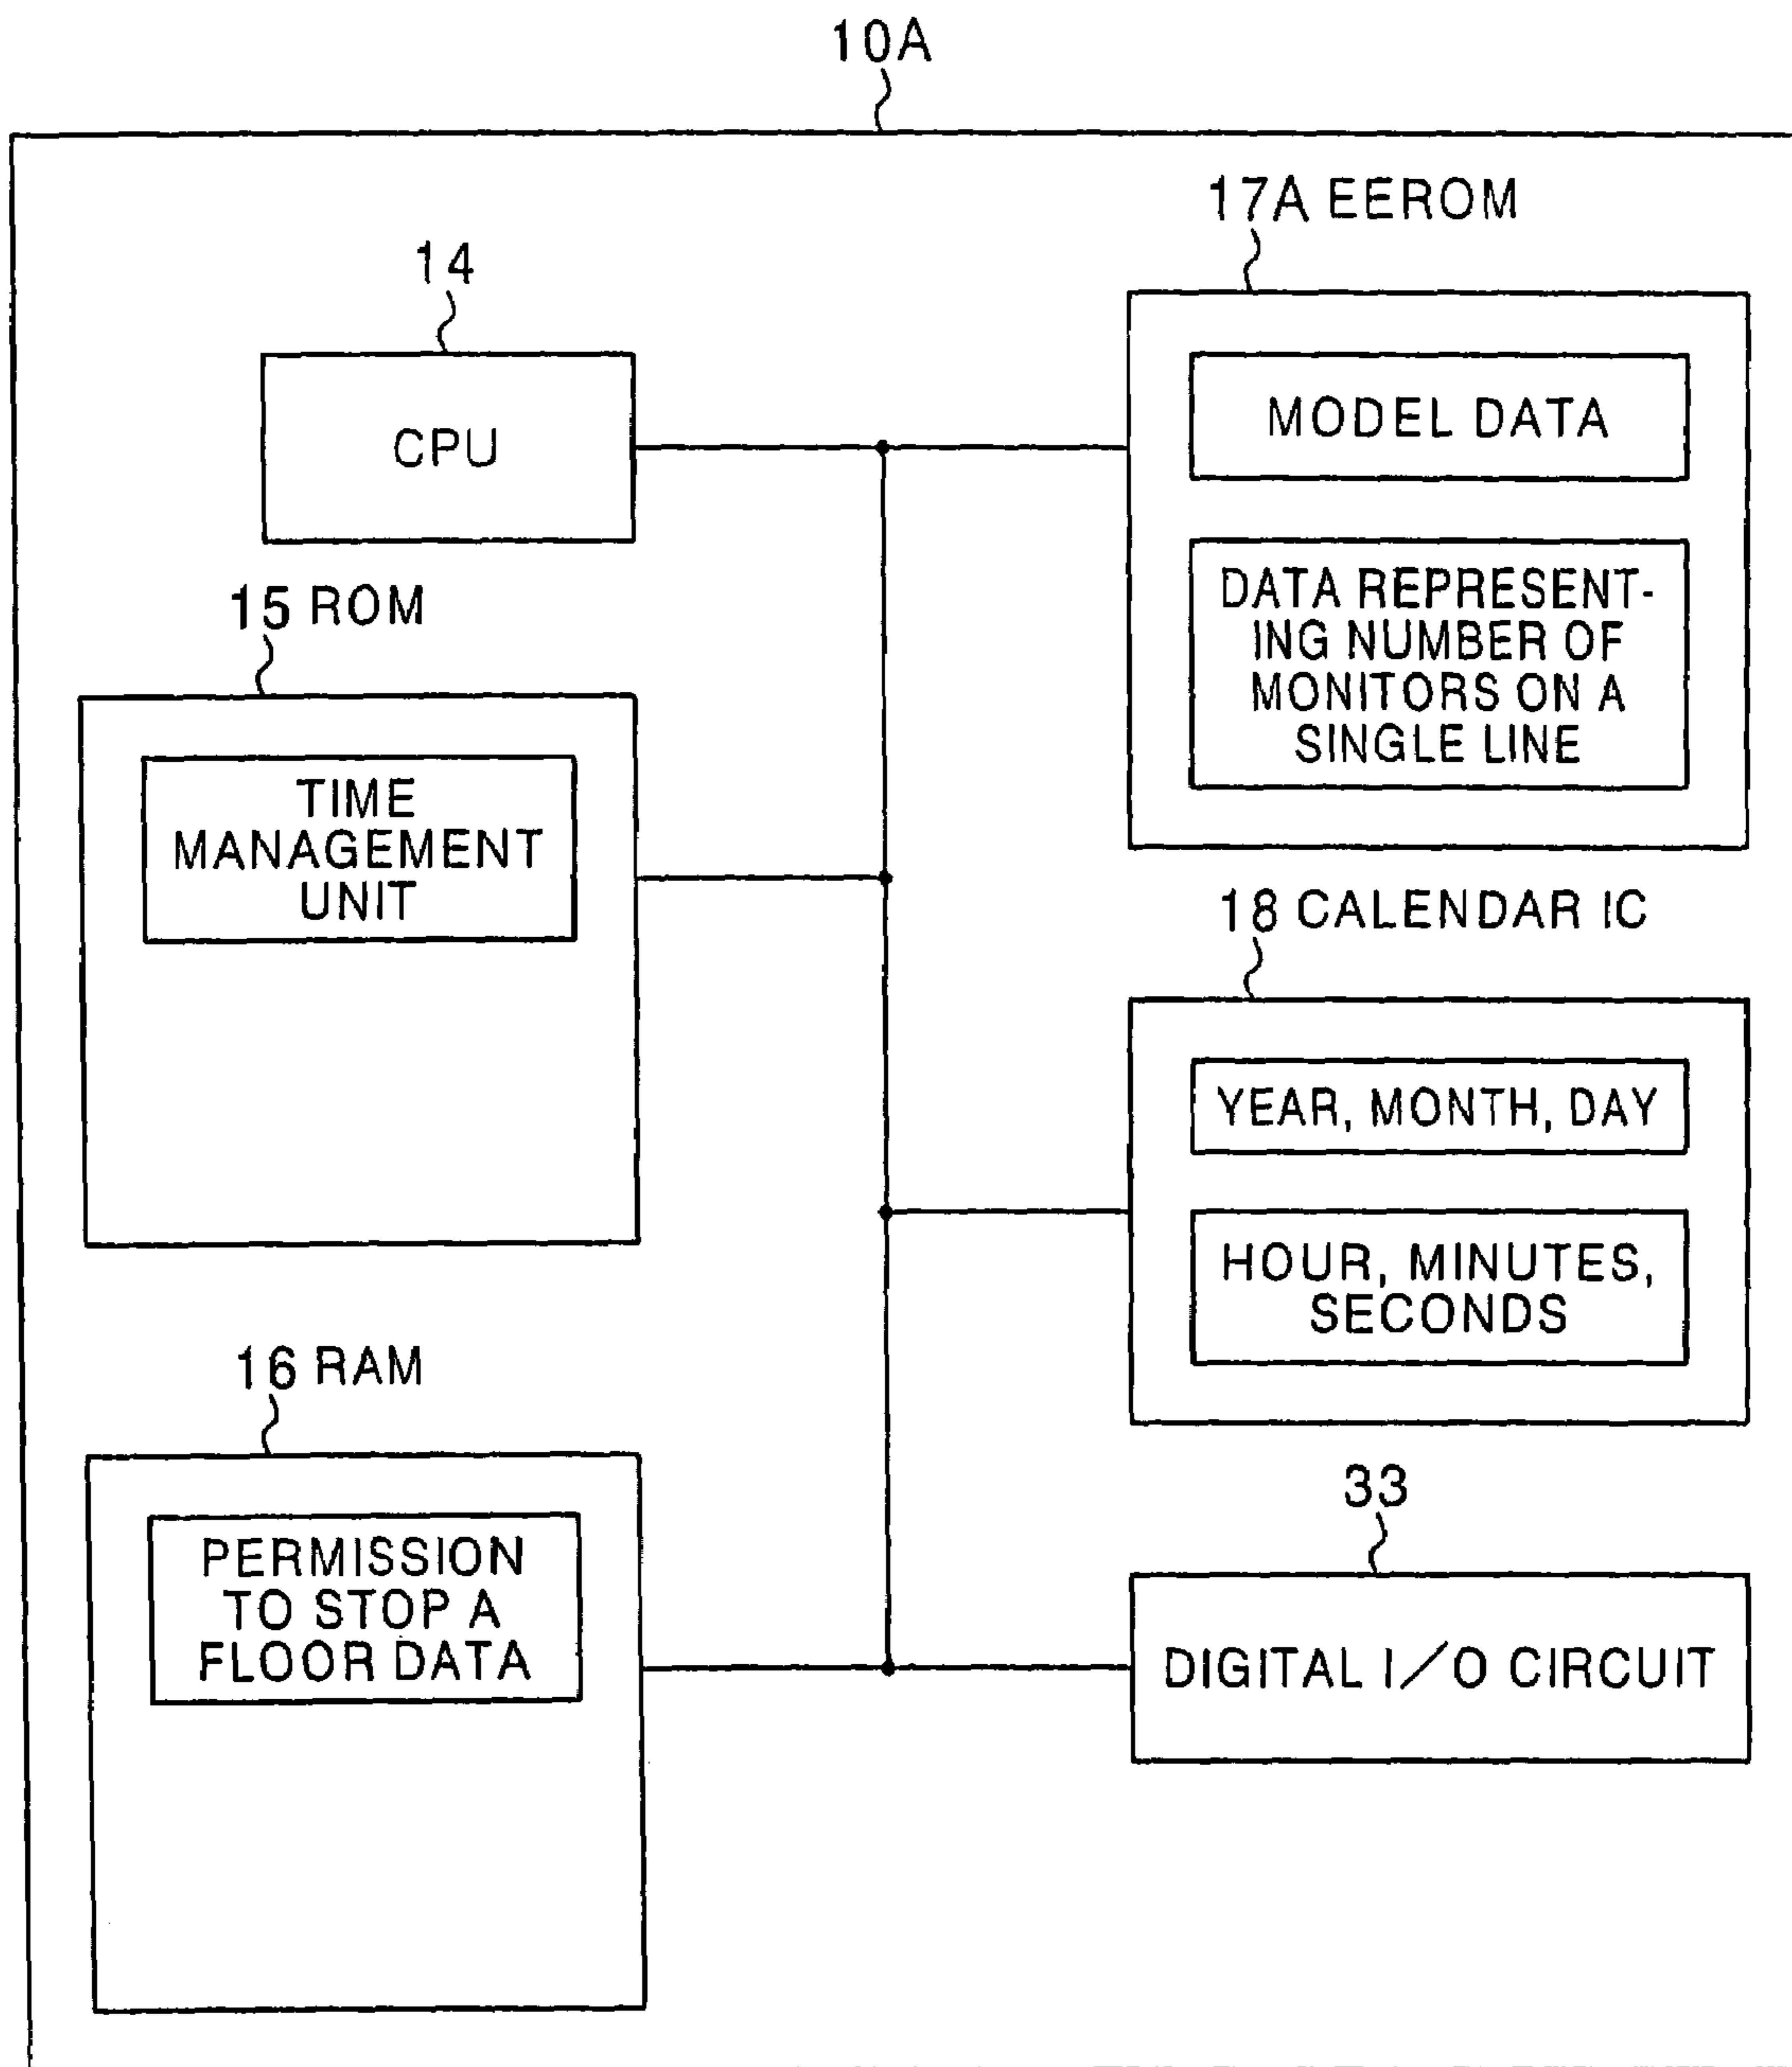 10A
17A EEROM
14
MODEL DATA
CPU
DATA REPRESENT-
ING NUMBER OF
MONITORS ON A
SINGLE LINE
15 ROM
TIME
MANAGEMENT
UNIT
18 CALENDAR IC
YEAR, MONTH, DAY
HOUR, MINUTES,
SECONDS
16 RAM
PERMISSION
TO STOP A
FLOOR DATA
33
DIGITAL I/O CIRCUIT